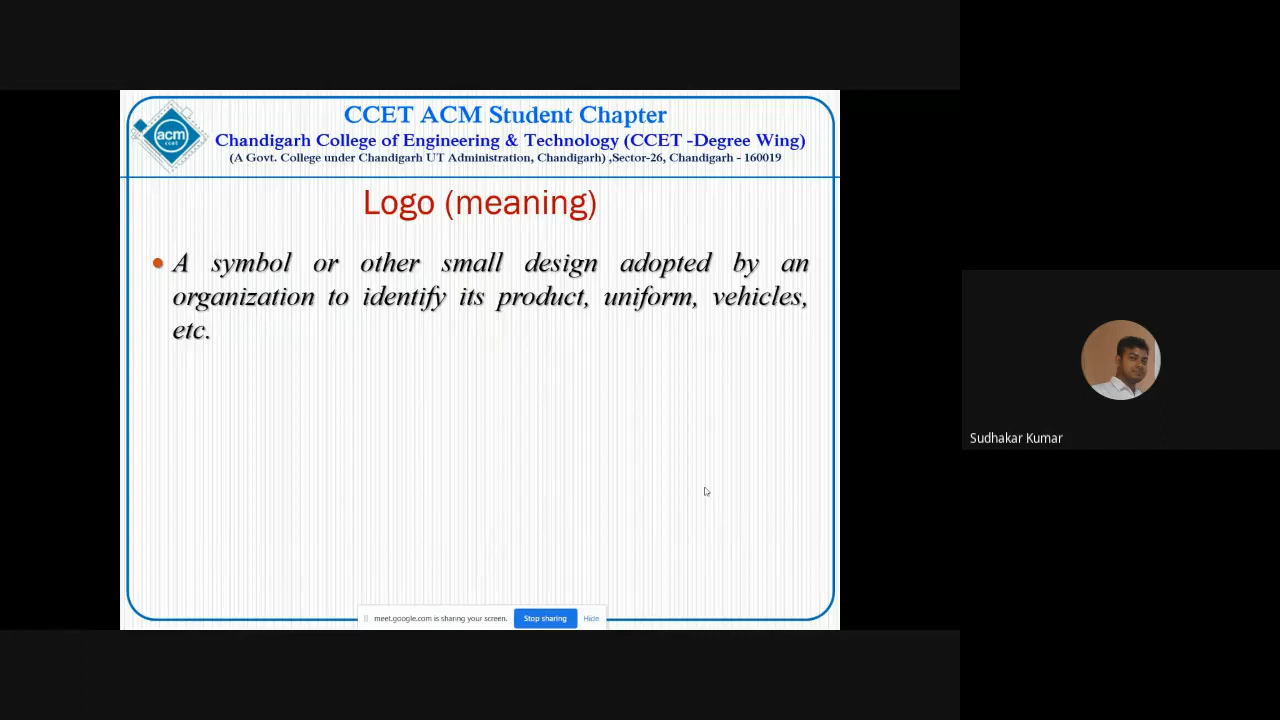 CCET ACM Student Chapter
Chandigarh College of Engineering & Technology (CCET -Degree Wing)
(A Govt. College under Chandigarh UT Administration, Chandigarh) ,Sector-26, Chandigarh - 160019
acm
ccet
Logo (meaning)
A symbol or other small design adopted by an
organization to identify its product, uniform, vehicles,
etc.
Sudhakar Kumar
meet.google.com is sharing your screen.
Stop sharing
Hide